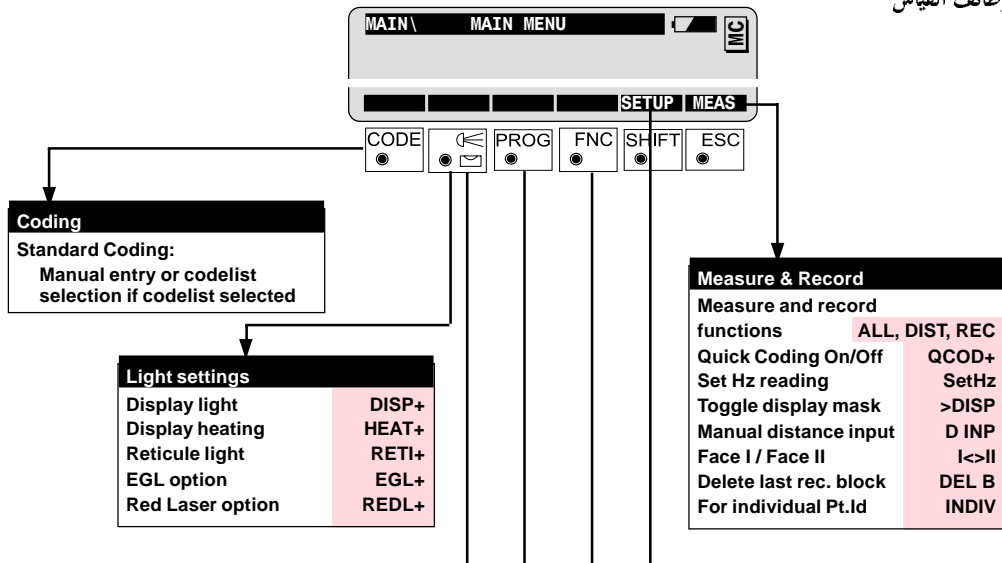 وظائف القياس
MAIN\ MAIN MENU
MC
SETUP MEAS
CODE PROG FNC SHIFT ESC
Coding
Standard Coding:
Manual entry or codelist
selection if codelist selected
Measure & Record
Measure and record
functions ALL, DIST, REC
Quick Coding On/Off QCOD+
Set Hz reading SetHz
Toggle display mask >DISP
Manual distance input D INP
Face I / Face II I<>II
Delete last rec. block DEL B
For individual Pt.Id INDIV
Light settings
Display light DISP+
Display heating HEAT+
Reticule light RETI+
EGL option EGL+
Red Laser option REDL+